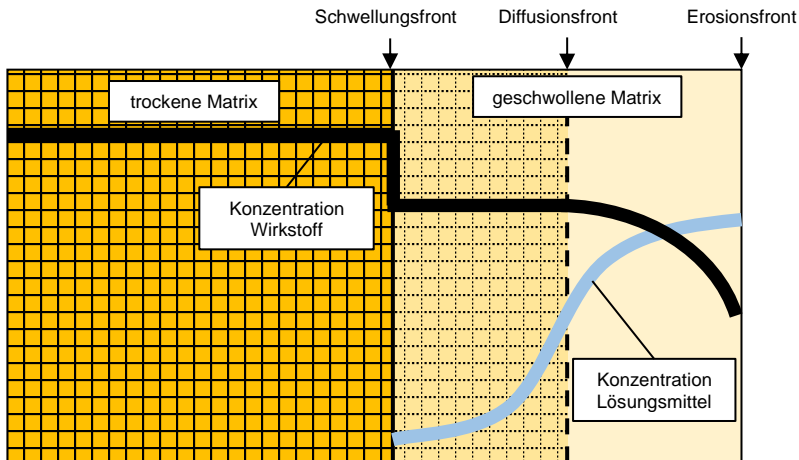 Schwellungsfront
Diffusionsfront
Erosionsfront
trockene Matrix
geschwollene Matrix
Konzentration
Wirkstoff
Konzentration
Lösungsmittel